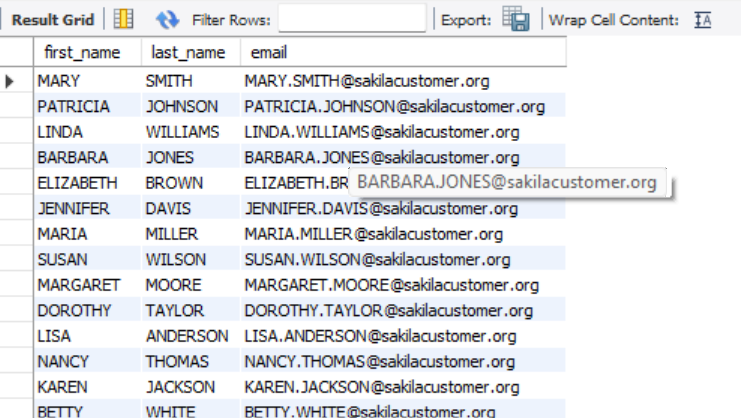 Result Grid Filter Rows: Export: Wrap Cell Content: IA
first_name last_name email
MARY SMITH MARY.SMITH@sakilacustomer.org
PATRICIA JOHNSON PATRICIA.JOHNSON@sakilacustomer.org
LINDA WILLIAMS LINDA.WILLIAMS@sakilacustomer.org
BARBARA JONES BARBARA.JONES@sakilacustomer.org
ELIZABETH BROWN ELIZABETH.BR BARBARA.JONES@sakilacustomer.org
JENNIFER DAVIS JENNIFER.DAVIS@sakilacustomer.org
MARIA MILLER MARIA.MILLER@sakilacustomer.org
SUSAN WILSON SUSAN.WILSON@sakilacustomer.org
MARGARET MOORE MARGARET.MOORE@sakilacustomer.org
DOROTHY TAYLOR DOROTHY.TAYLOR@sakilacustomer.org
LISA ANDERSON LISA.ANDERSON@sakilacustomer.org
NANCY THOMAS NANCY.THOMAS@sakilacustomer.org
KAREN JACKSON KAREN.JACKSON@sakilacustomer.org
BETTY WHITE BETTY.WHITE@sakilacustomer.org